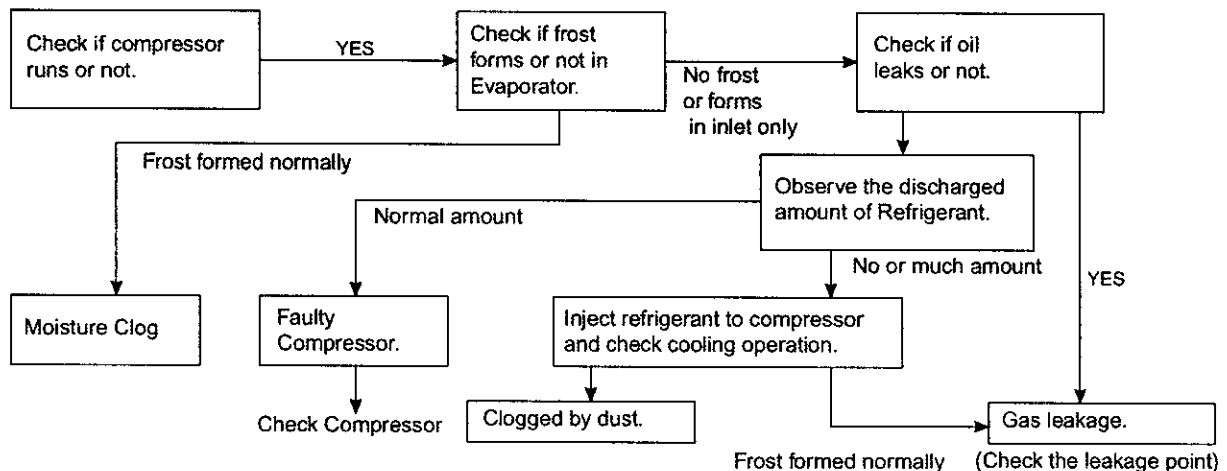 Check if compressor
runs or not.
YES
Check if frost
forms or not in
Evaporator.
No frost
or forms
in inlet only
Check if oil
leaks or not.
Frost formed normally
Observe the discharged
amount of Refrigerant.
Normal amount
No or much amount
YES
Moisture Clog
Faulty
Compressor.
Inject refrigerant to compressor
and check cooling operation.
Check Compressor
Clogged by dust.
Gas leakage.
Frost formed normally
(Check the leakage point)